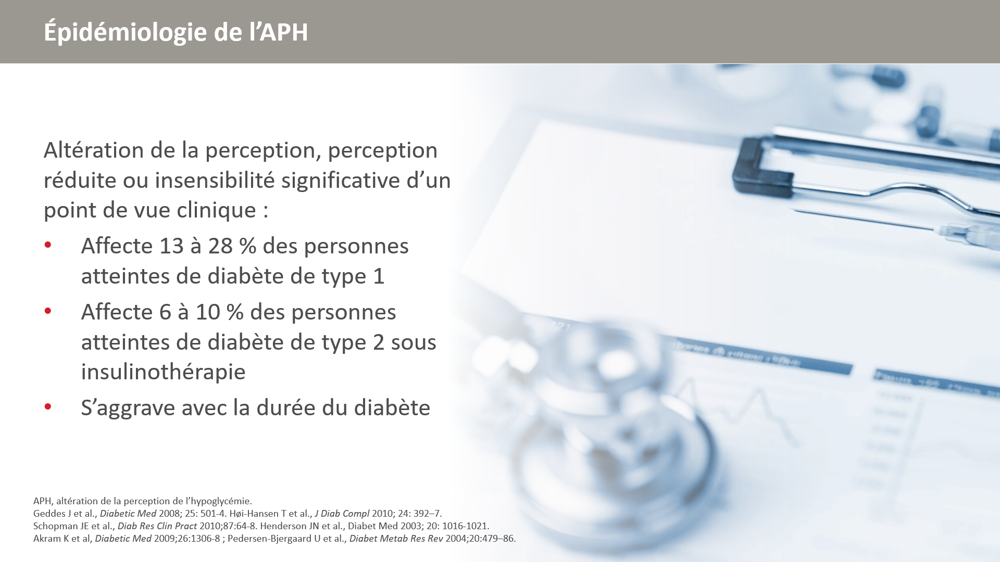 Épidémiologie de l’APH
Altération de la perception, perception
réduite ou insensibilité significative d’un
point de vue clinique :
• Affecte 13 à 28 % des personnes
atteintes de diabète de type 1
• Affecte 6 à 10 % des personnes
atteintes de diabète de type 2 sous
insulinothérapie
• S’aggrave avec la durée du diabète
121
APH, altération de la perception de l’hypoglycémie.
Geddes J et al., Diabetic Med 2008; 25: 501-4. Høi-Hansen T et al., J Diab Compl 2010; 24: 392–7.
Schopman JE et al., Diab Res Clin Pract 2010;87:64-8. Henderson JN et al., Diabet Med 2003; 20: 1016-1021.
Akram K et al, Diabetic Med 2009;26:1306-8 ; Pedersen-Bjergaard U et al., Diabet Metab Res Rev 2004;20:479–86.